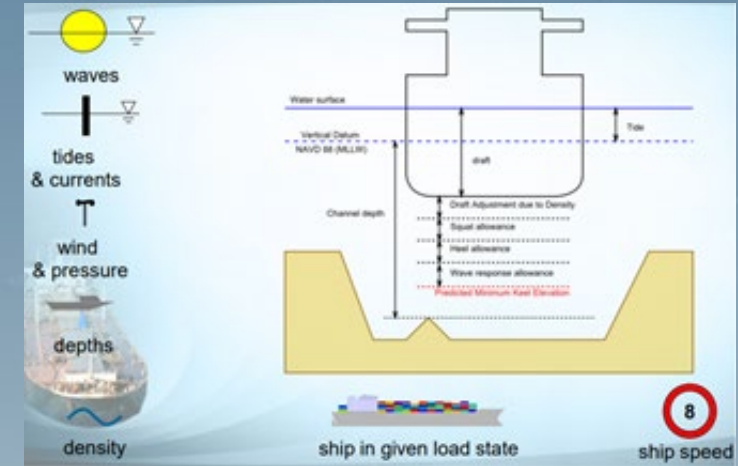 waves
tides
& currents
wind
& pressure
depths
density
Water surface
Vertical Datum
NAVD 88 (MLLW)
Tide
draft
Channel depth
Draft Adjustment due to Density
Squat allowance
Heel allowance
Wave response allowance
Predicted Minimum Keel Elevation
ship in given load state
8
ship speed